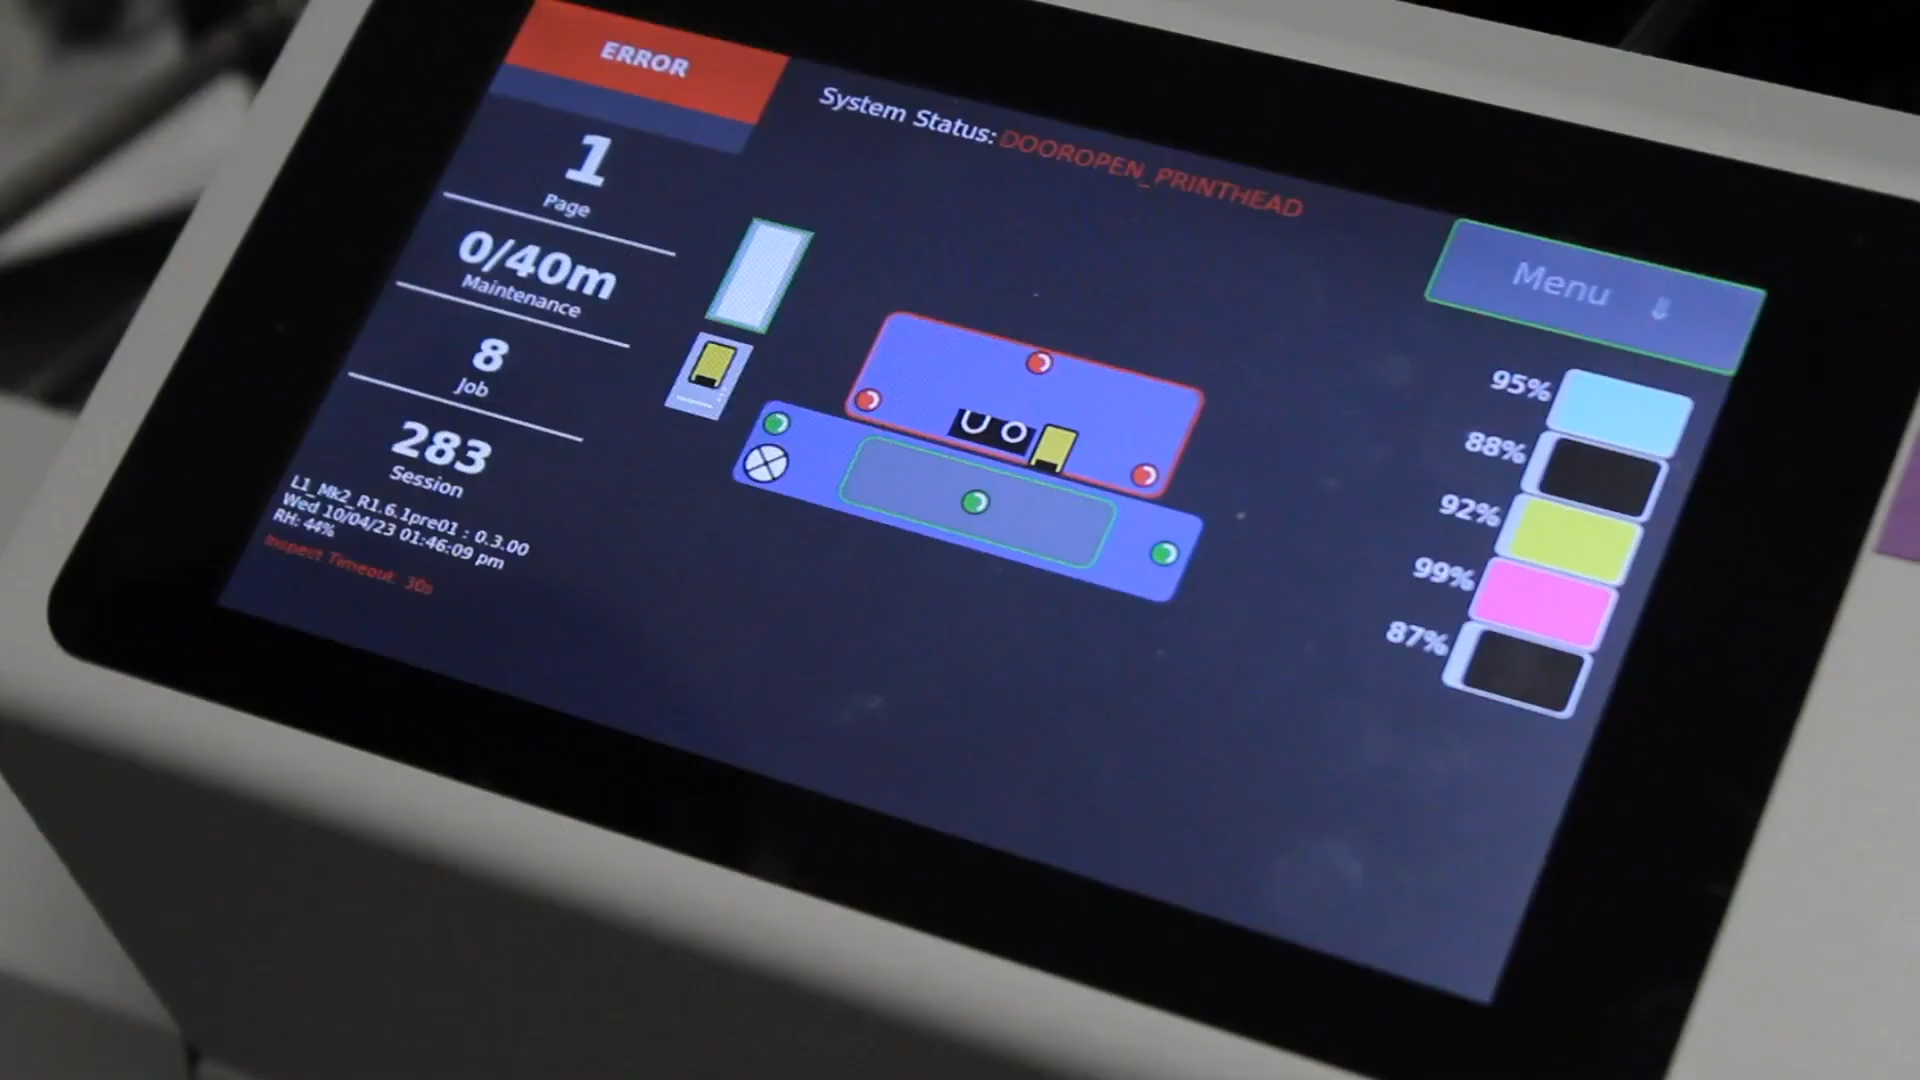 ERROR
System Status: DOOROPEN_PRINTHEAD
1
Page
0/40m
Maintenance
8
Job
283
Session
L1_Mk2_R1.6.1pre01 : 0.3.00
Wed 10/04/23 01:46:09 pm
RH: 44%
Inspect Timeout: 30s
Menu
95%
88%
92%
99%
87%